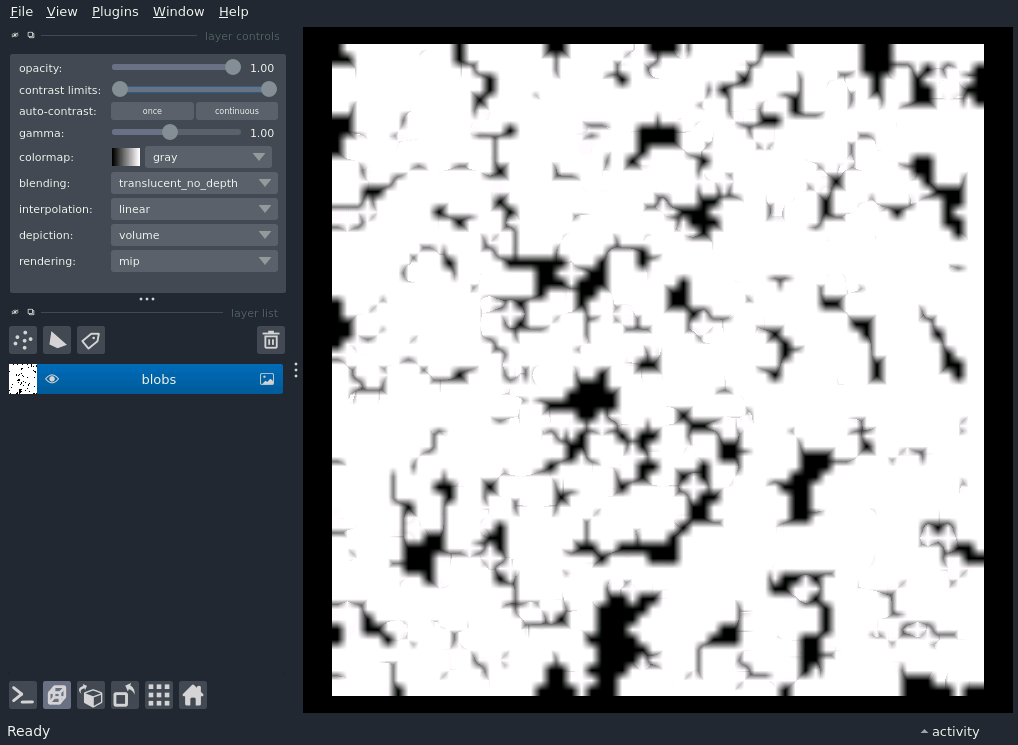 File View Plugins Window Help
layer controls
opacity: 1.00
contrast limits:
auto-contrast: once continuous
gamma: 1.00
colormap: gray
blending: translucent_no_depth
interpolation: linear
depiction: volume
rendering: mip
layer list
blobs
Ready activity